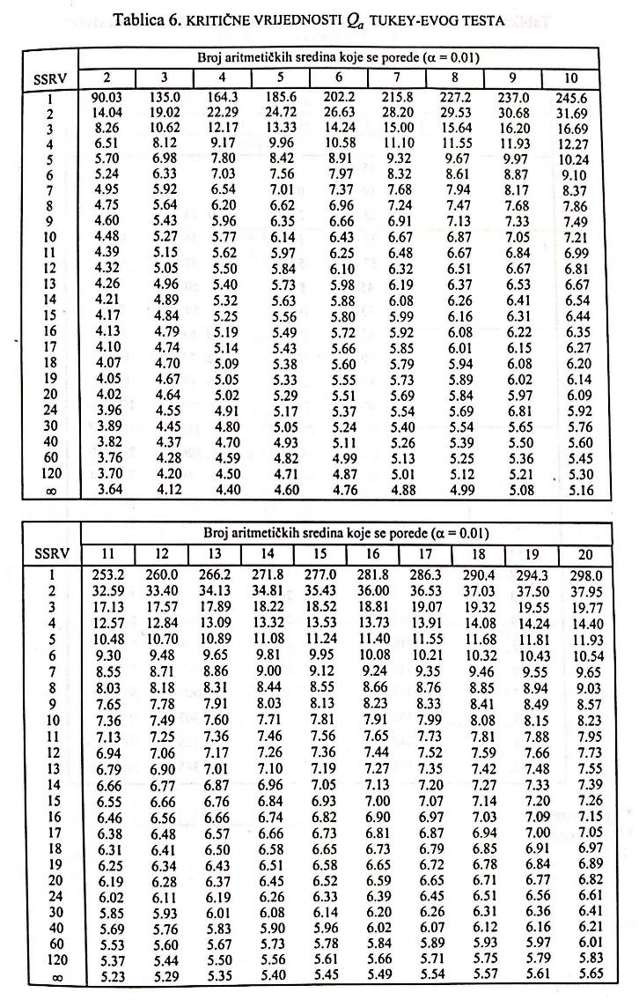 Tablica 6. KRITIČNE VRIJEDNOSTI Qa TUKEY-EVOG TESTA
Broj aritmetičkih sredina koje se porede (α = 0.01)
SSRV 2 3 4 5 6 7 8 9 10
1 90.03 135.0 164.3 185.6 202.2 215.8 227.2 237.0 245.6
2 14.04 19.02 22.29 24.72 26.63 28.20 29.53 30.68 31.69
3 8.26 10.62 12.17 13.33 14.24 15.00 15.64 16.20 16.69
4 6.51 8.12 9.17 9.96 10.58 11.10 11.55 11.93 12.27
5 5.70 6.98 7.80 8.42 8.91 9.32 9.67 9.97 10.24
6 5.24 6.33 7.03 7.56 7.97 8.32 8.61 8.87 9.10
7 4.95 5.92 6.54 7.01 7.37 7.68 7.94 8.17 8.37
8 4.75 5.64 6.20 6.62 6.96 7.24 7.47 7.68 7.86
9 4.60 5.43 5.96 6.35 6.66 6.91 7.13 7.33 7.49
10 4.48 5.27 5.77 6.14 6.43 6.67 6.87 7.05 7.21
11 4.39 5.15 5.62 5.97 6.25 6.48 6.67 6.84 6.99
12 4.32 5.05 5.50 5.84 6.10 6.32 6.51 6.67 6.81
13 4.26 4.96 5.40 5.73 5.98 6.19 6.37 6.53 6.67
14 4.21 4.89 5.32 5.63 5.88 6.08 6.26 6.41 6.54
15 4.17 4.84 5.25 5.56 5.80 5.99 6.16 6.31 6.44
16 4.13 4.79 5.19 5.49 5.72 5.92 6.08 6.22 6.35
17 4.10 4.74 5.14 5.43 5.66 5.85 6.01 6.15 6.27
18 4.07 4.70 5.09 5.38 5.60 5.79 5.94 6.08 6.20
19 4.05 4.67 5.05 5.33 5.55 5.73 5.89 6.02 6.14
20 4.02 4.64 5.02 5.29 5.51 5.69 5.84 5.97 6.09
24 3.96 4.55 4.91 5.17 5.37 5.54 5.69 6.81 5.92
30 3.89 4.45 4.80 5.05 5.24 5.40 5.54 5.65 5.76
40 3.82 4.37 4.70 4.93 5.11 5.26 5.39 5.50 5.60
60 3.76 4.28 4.59 4.82 4.99 5.13 5.25 5.36 5.45
120 3.70 4.20 4.50 4.71 4.87 5.01 5.12 5.21 5.30
∞ 3.64 4.12 4.40 4.60 4.76 4.88 4.99 5.08 5.16
Broj aritmetičkih sredina koje se porede (α = 0.01)
SSRV 11 12 13 14 15 16 17 18 19 20
1 253.2 260.0 266.2 271.8 277.0 281.8 286.3 290.4 294.3 298.0
2 32.59 33.40 34.13 34.81 35.43 36.00 36.53 37.03 37.50 37.95
3 17.13 17.57 17.89 18.22 18.52 18.81 19.07 19.32 19.55 19.77
4 12.57 12.84 13.09 13.32 13.53 13.73 13.91 14.08 14.24 14.40
5 10.48 10.70 10.89 11.08 11.24 11.40 11.55 11.68 11.81 11.93
6 9.30 9.48 9.65 9.81 9.95 10.08 10.21 10.32 10.43 10.54
7 8.55 8.71 8.86 9.00 9.12 9.24 9.35 9.46 9.55 9.65
8 8.03 8.18 8.31 8.44 8.55 8.66 8.76 8.85 8.94 9.03
9 7.65 7.78 7.91 8.03 8.13 8.23 8.33 8.41 8.49 8.57
10 7.36 7.49 7.60 7.71 7.81 7.91 7.99 8.08 8.15 8.23
11 7.13 7.25 7.36 7.46 7.56 7.65 7.73 7.81 7.88 7.95
12 6.94 7.06 7.17 7.26 7.36 7.44 7.52 7.59 7.66 7.73
13 6.79 6.90 7.01 7.10 7.19 7.27 7.35 7.42 7.48 7.55
14 6.66 6.77 6.87 6.96 7.05 7.13 7.20 7.27 7.33 7.39
15 6.55 6.66 6.76 6.84 6.93 7.00 7.07 7.14 7.20 7.26
16 6.46 6.56 6.66 6.74 6.82 6.90 6.97 7.03 7.09 7.15
17 6.38 6.48 6.57 6.66 6.73 6.81 6.87 6.94 7.00 7.05
18 6.31 6.41 6.50 6.58 6.65 6.73 6.79 6.85 6.91 6.97
19 6.25 6.34 6.43 6.51 6.58 6.65 6.72 6.78 6.84 6.89
20 6.19 6.28 6.37 6.45 6.52 6.59 6.65 6.71 6.77 6.82
24 6.02 6.11 6.19 6.26 6.33 6.39 6.45 6.51 6.56 6.61
30 5.85 5.93 6.01 6.08 6.14 6.20 6.26 6.31 6.36 6.41
40 5.69 5.76 5.83 5.90 5.96 6.02 6.07 6.12 6.16 6.21
60 5.53 5.60 5.67 5.73 5.78 5.84 5.89 5.93 5.97 6.01
120 5.37 5.44 5.50 5.56 5.61 5.66 5.71 5.75 5.79 5.83
∞ 5.23 5.29 5.35 5.40 5.45 5.49 5.54 5.57 5.61 5.65